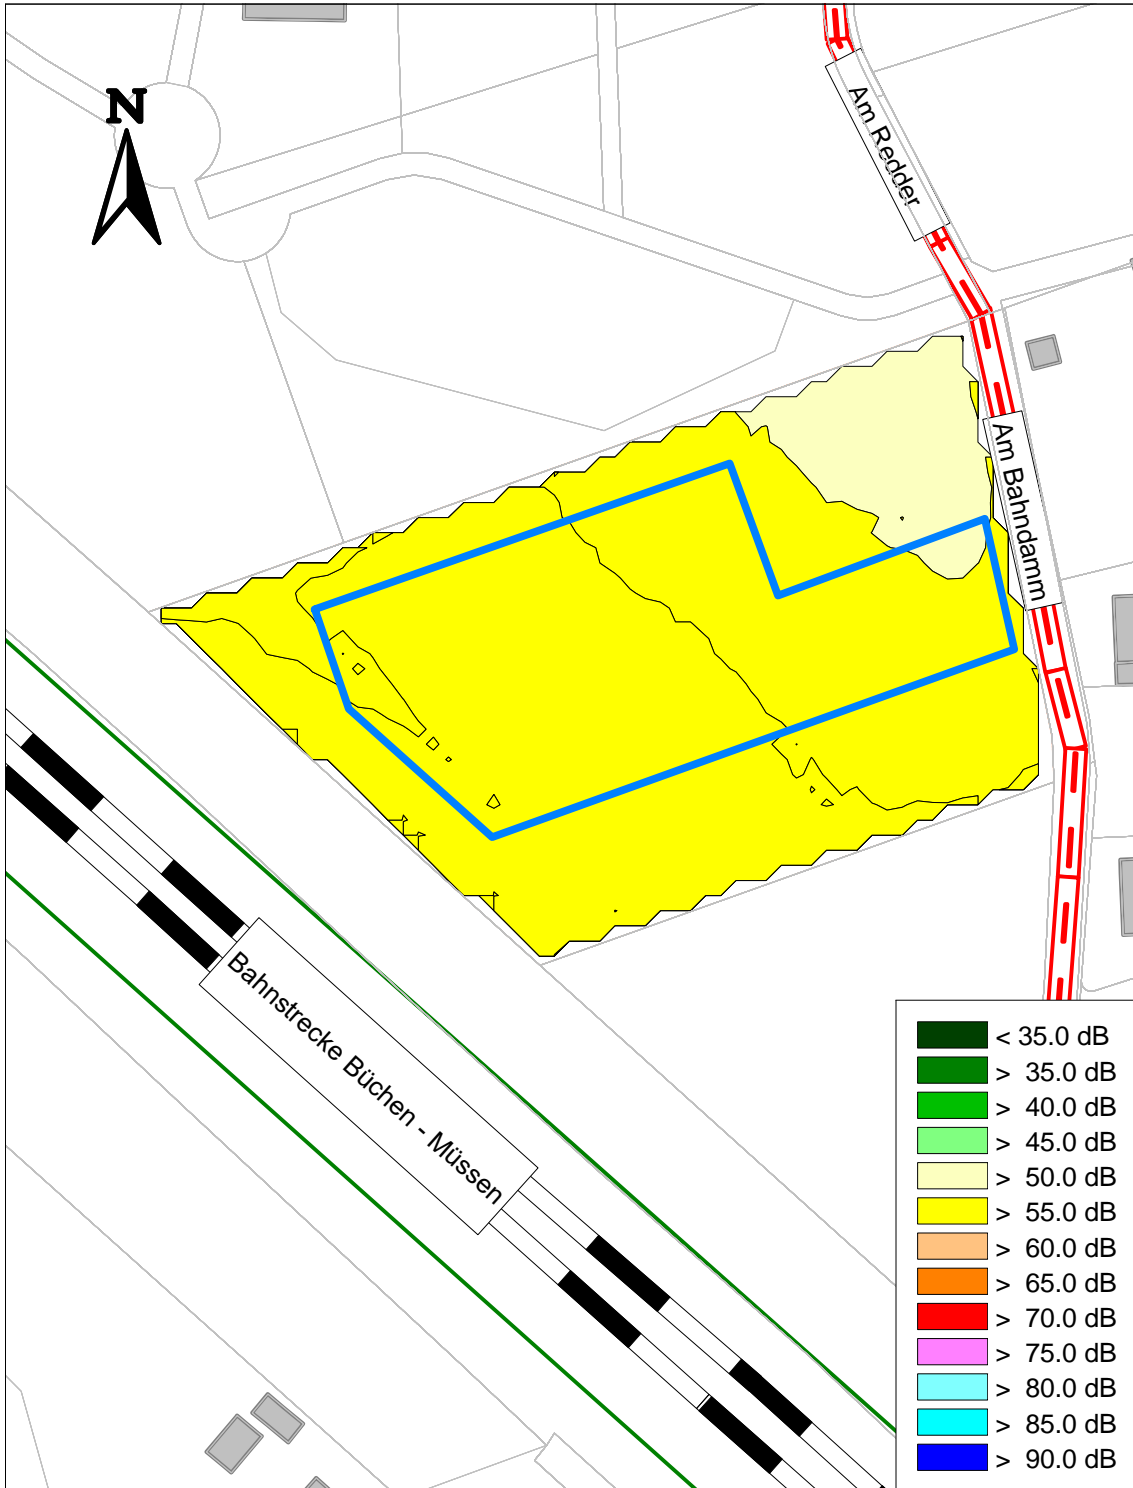 N
Am Redder
Am Bahndamm
Bahnstrecke Büchen - Müssen
< 35.0 dB
> 35.0 dB
> 40.0 dB
> 45.0 dB
> 50.0 dB
> 55.0 dB
> 60.0 dB
> 65.0 dB
> 70.0 dB
> 75.0 dB
> 80.0 dB
> 85.0 dB
> 90.0 dB